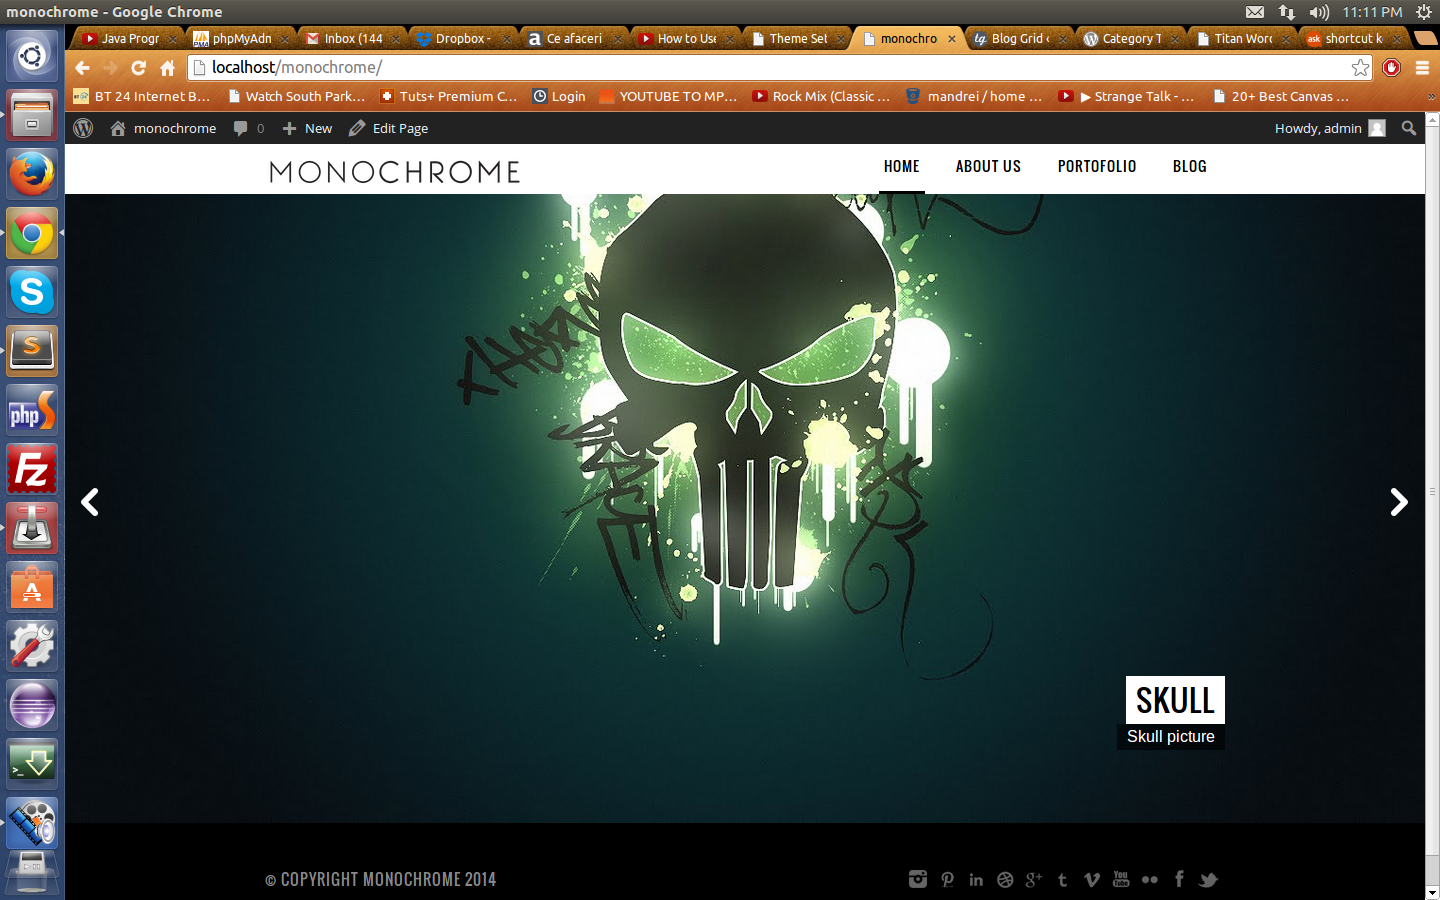 monochrome - Google Chrome
11:11 PM
Java Progr
phpMyAdn
Inbox (144
Dropbox -
Ce afaceri
How to Use
Theme Set
monochro
Blog Grid
Category T
Titan Word
shortcut k
localhost/monochrome/
BT 24 Internet B...
Watch South Park...
Tuts+ Premium C...
Login
YOUTUBE TO MP...
Rock Mix (Classic ...
mandrei / home ...
▶ Strange Talk - ...
20+ Best Canvas ...
»
monochrome
0
New
Edit Page
Howdy, admin
MONOCHROME
HOME
ABOUT US
PORTOFOLIO
BLOG
SKULL
Skull picture
© COPYRIGHT MONOCHROME 2014